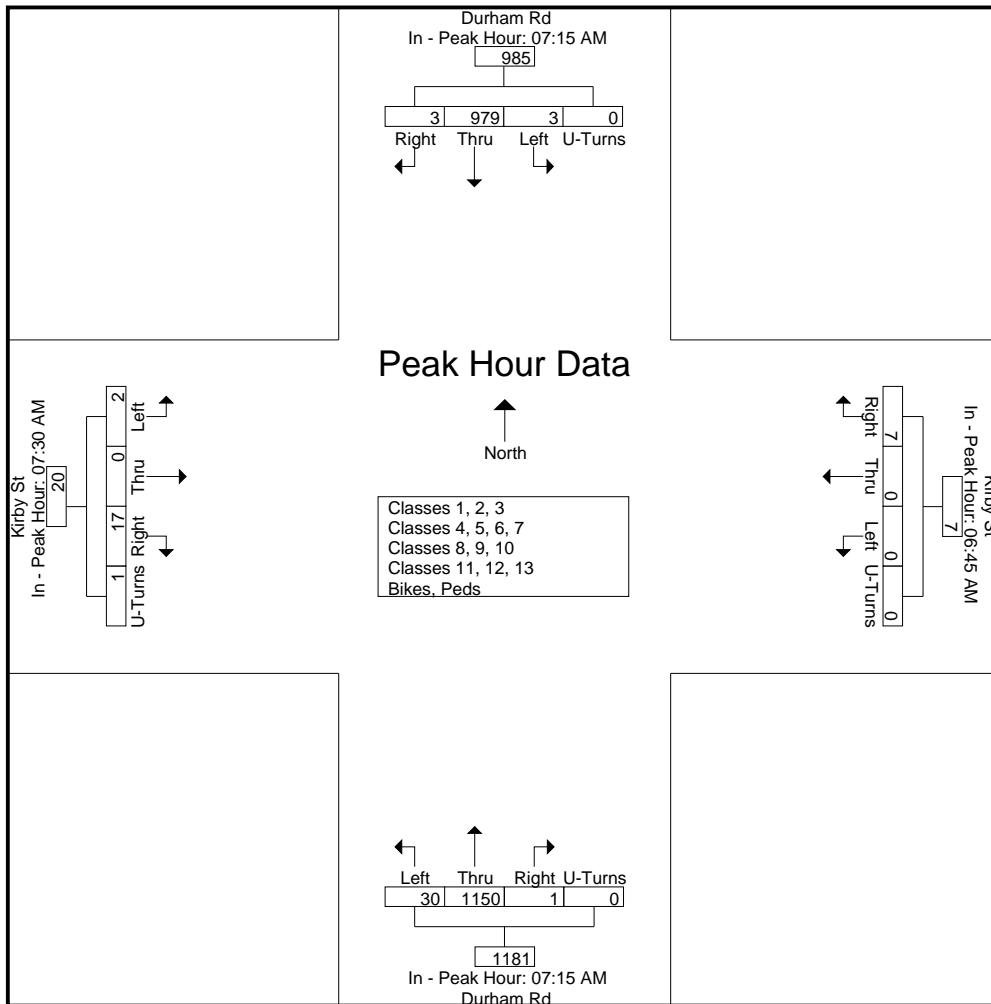 Durham Rd
In - Peak Hour: 07:15 AM
985
3 979 3 0
Right Thru Left U-Turns
Peak Hour Data
North
Kirby St
In - Peak Hour: 07:30 AM
20
2 0 17 1
Left Thru Right U-Turns
Classes 1, 2, 3
Classes 4, 5, 6, 7
Classes 8, 9, 10
Classes 11, 12, 13
Bikes, Peds
Right Thru Left U-Turns
7 0 0 0
7
In - Peak Hour: 06:45 AM
Kirby St
Left Thru Right U-Turns
30 1150 1 0
1181
In - Peak Hour: 07:15 AM
Durham Rd